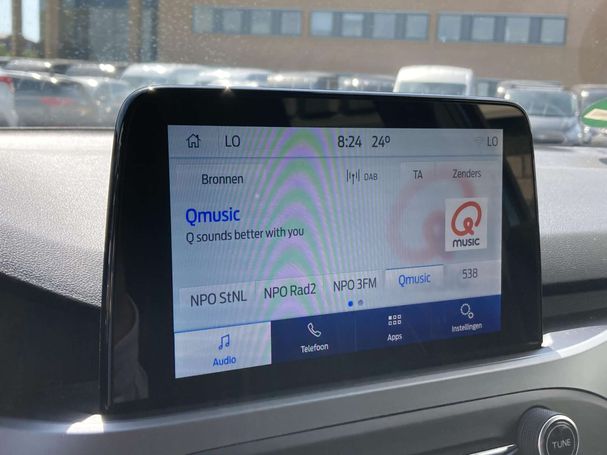 LO 8:24 24° LO
Bronnen DAB TA Zenders
Qmusic
Q sounds better with you
Q MUSIC
NPO StNL NPO Rad2 NPO 3FM Qmusic 538
Audio Telefoon Apps Instellingen
TUNE